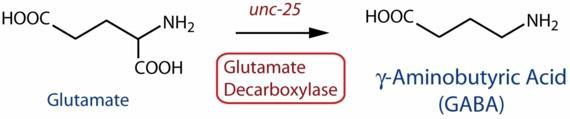 HOOC
NH₂
COOH
Glutamate
unc-25
Glutamate
Decarboxylase
HOOC
NH₂
γ-Aminobutyric Acid
(GABA)